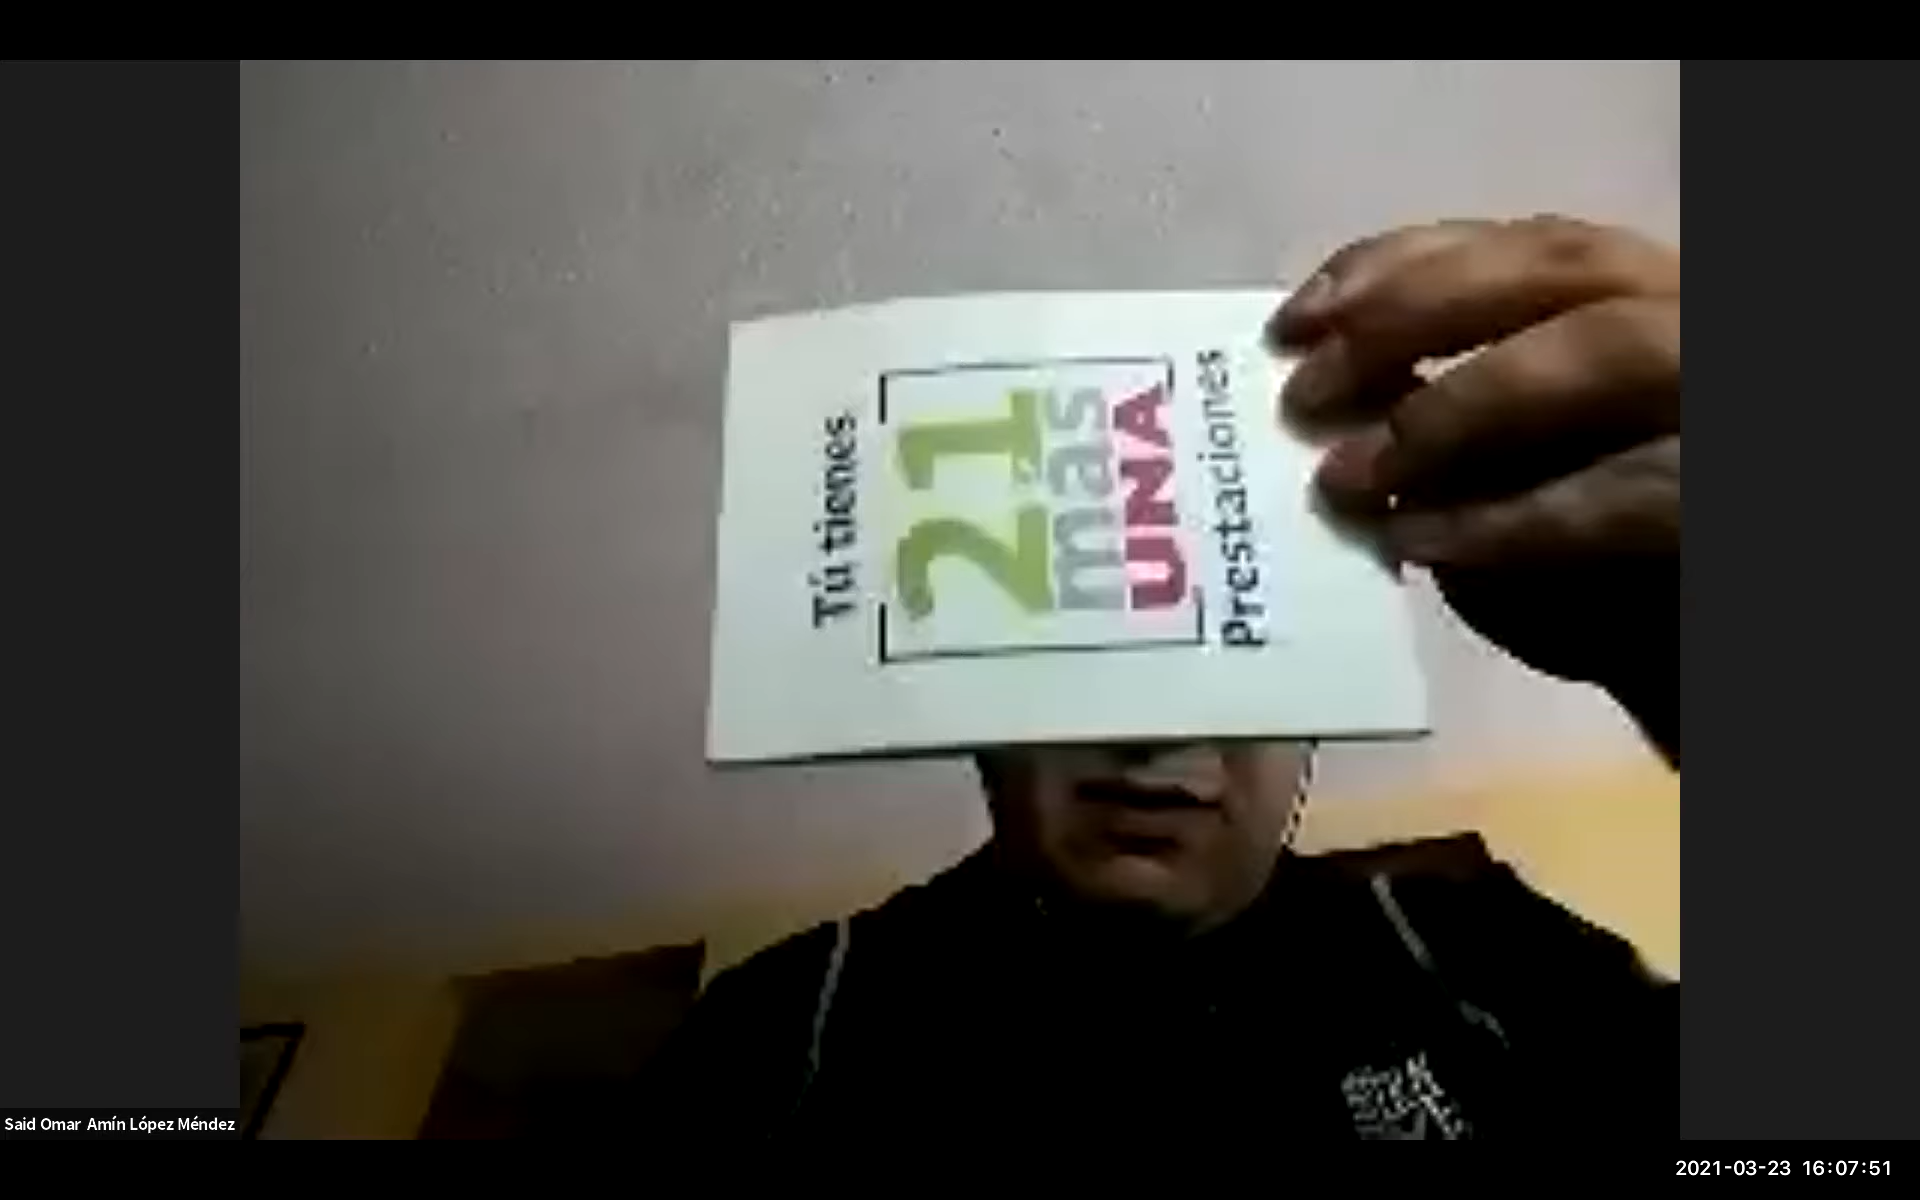 Tú tienes
21
más
UNA
Prestaciones
Said Omar Amín López Méndez
2021-03-23 16:07:51